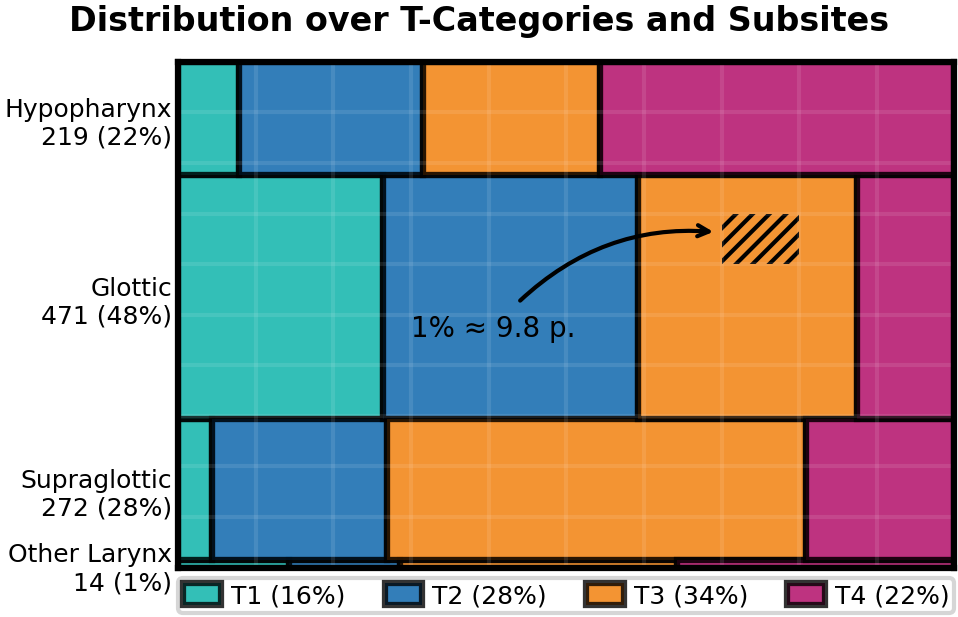 Distribution over T-Categories and Subsites
Hypopharynx
219 (22%)
Glottic
471 (48%)
1% ≈ 9.8 p.
Supraglottic
272 (28%)
Other Larynx
14 (1%)
T1 (16%) T2 (28%) T3 (34%) T4 (22%)